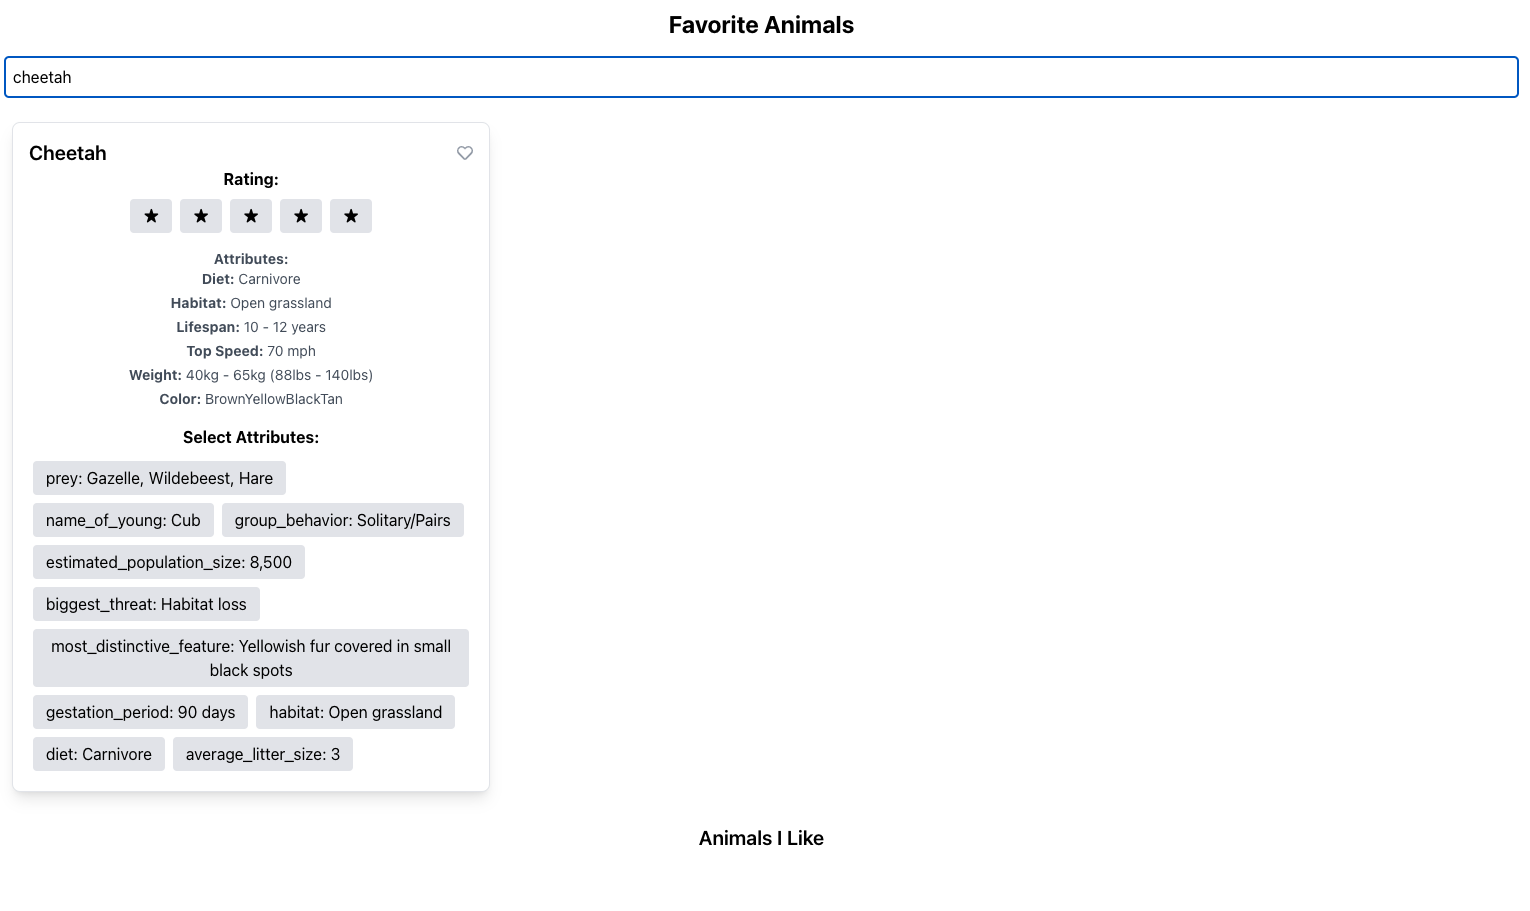 Favorite Animals
cheetah
Cheetah
Rating:
Attributes:
Diet: Carnivore
Habitat: Open grassland
Lifespan: 10 - 12 years
Top Speed: 70 mph
Weight: 40kg - 65kg (88lbs - 140lbs)
Color: BrownYellowBlackTan
Select Attributes:
prey: Gazelle, Wildebeest, Hare
name_of_young: Cub group_behavior: Solitary/Pairs
estimated_population_size: 8,500
biggest_threat: Habitat loss
most_distinctive_feature: Yellowish fur covered in small
black spots
gestation_period: 90 days habitat: Open grassland
diet: Carnivore average_litter_size: 3
Animals I Like